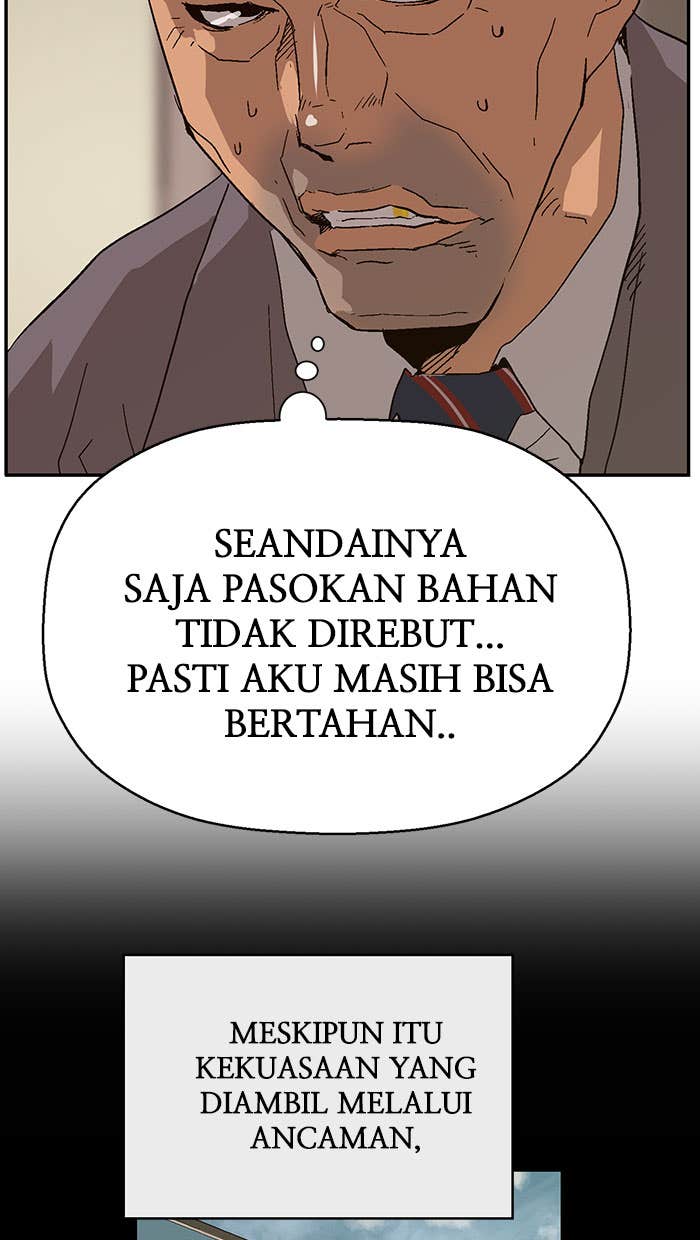 SEANDAINYA
SAJA PASOKAN BAHAN
TIDAK DIREBUT...
PASTI AKU MASIH BISA
BERTAHAN..
MESKIPUN ITU
KEKUASAAN YANG
DIAMBIL MELALUI
ANCAMAN,